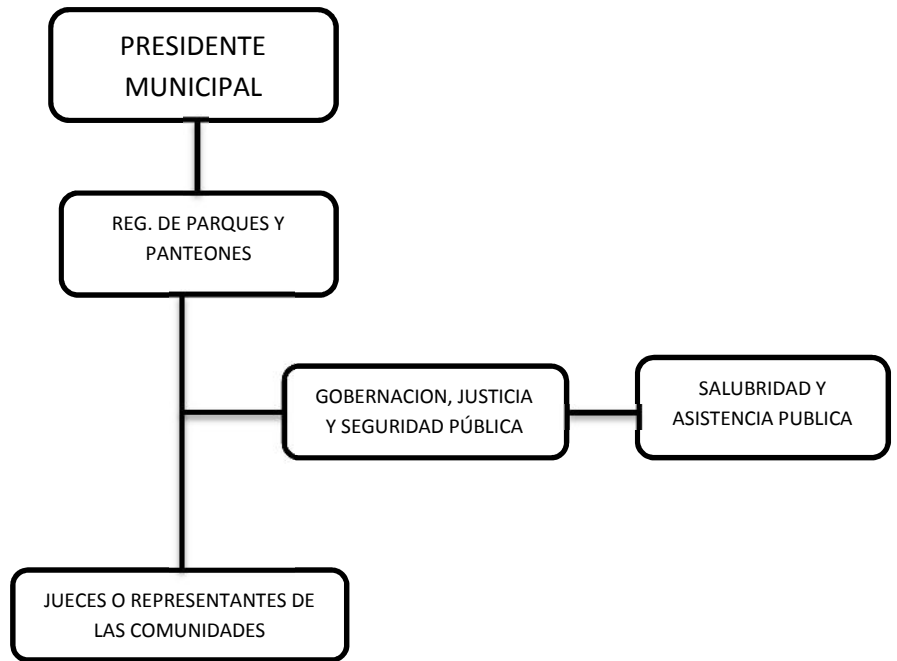 PRESIDENTE
MUNICIPAL
REG. DE PARQUES Y
PANTEONES
GOBERNACION, JUSTICIA
Y SEGURIDAD PÚBLICA
SALUBRIDAD Y
ASISTENCIA PUBLICA
JUECES O REPRESENTANTES DE
LAS COMUNIDADES